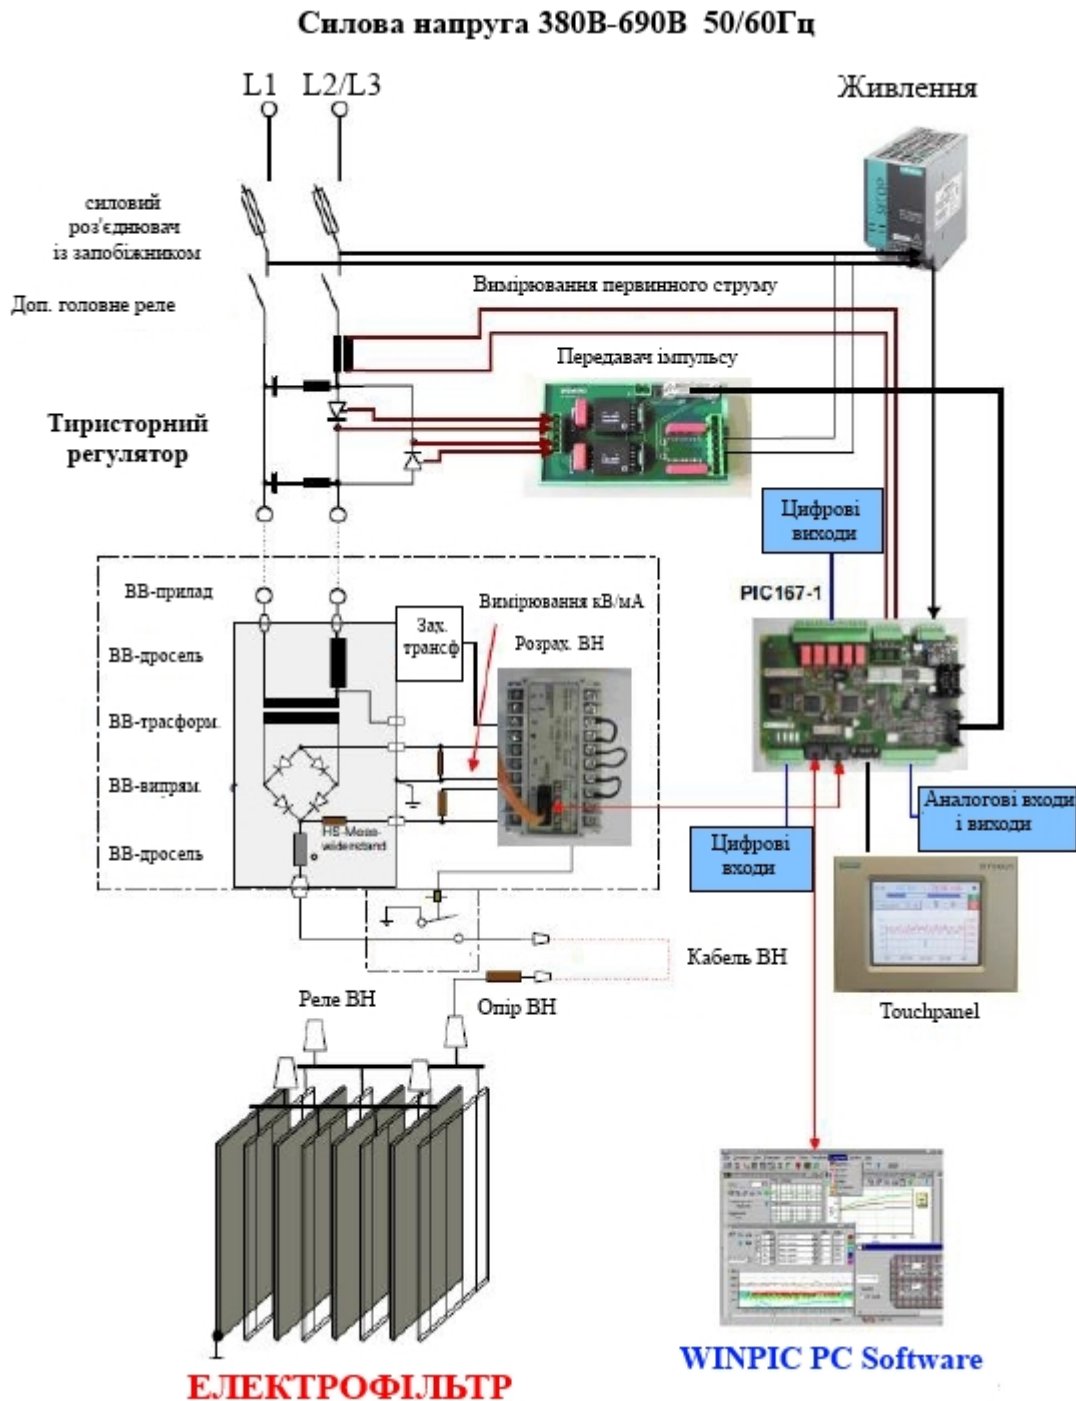 Силова напруга 380В-690В 50/60Гц
L1
L2/L3
Живлення
силовий
роз'єднювач
із запобіжником
Доп. головне реле
Вимірювання первинного струму
Передавач імпульсу
Тиристорний
регулятор
Цифрові
виходи
PIC167-1
ВВ-прилад
Зах.
трансф
Вимірювання кВ/мА
Розрах. ВН
ВВ-дросель
ВВ-трасформ.
ВВ-випрям.
HS-Mess-
widerstand
ВВ-дросель
Цифрові
входи
Аналогові входи
і виходи
Кабель ВН
Touchpanel
Реле ВН
Опір ВН
WINPIC PC Software
ЕЛЕКТРОФІЛЬТР